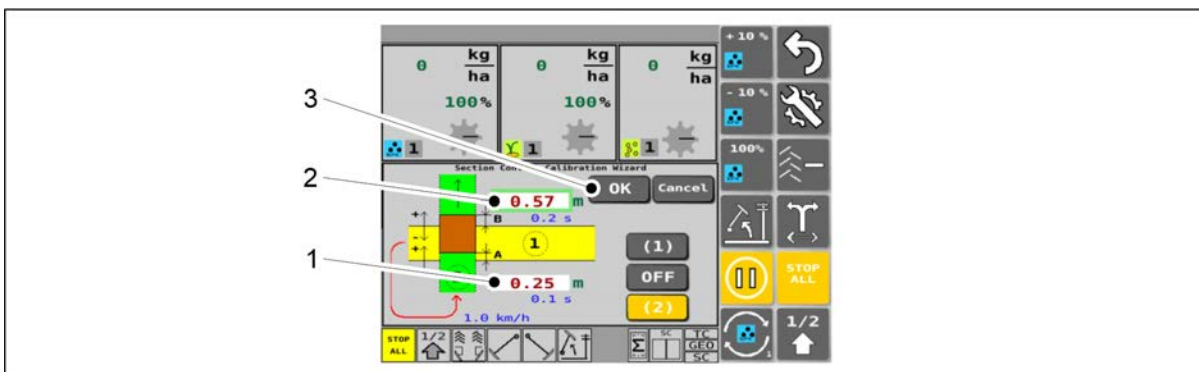 + 10 %
0 kg/ha 0 kg/ha 0 kg/ha
100% 100%
- 10 %
1 1 1
100%
Section Control Calibration Wizard
3
2
0.57 m
OK Cancel
+ B 0.2 s
-
+
1
(1)
A
1
0.25 m
OFF
0.1 s
(2)
STOP
ALL
1.0 km/h
STOP
ALL
1/2
Σ
SC
TC
GEO
SC
1
1/2